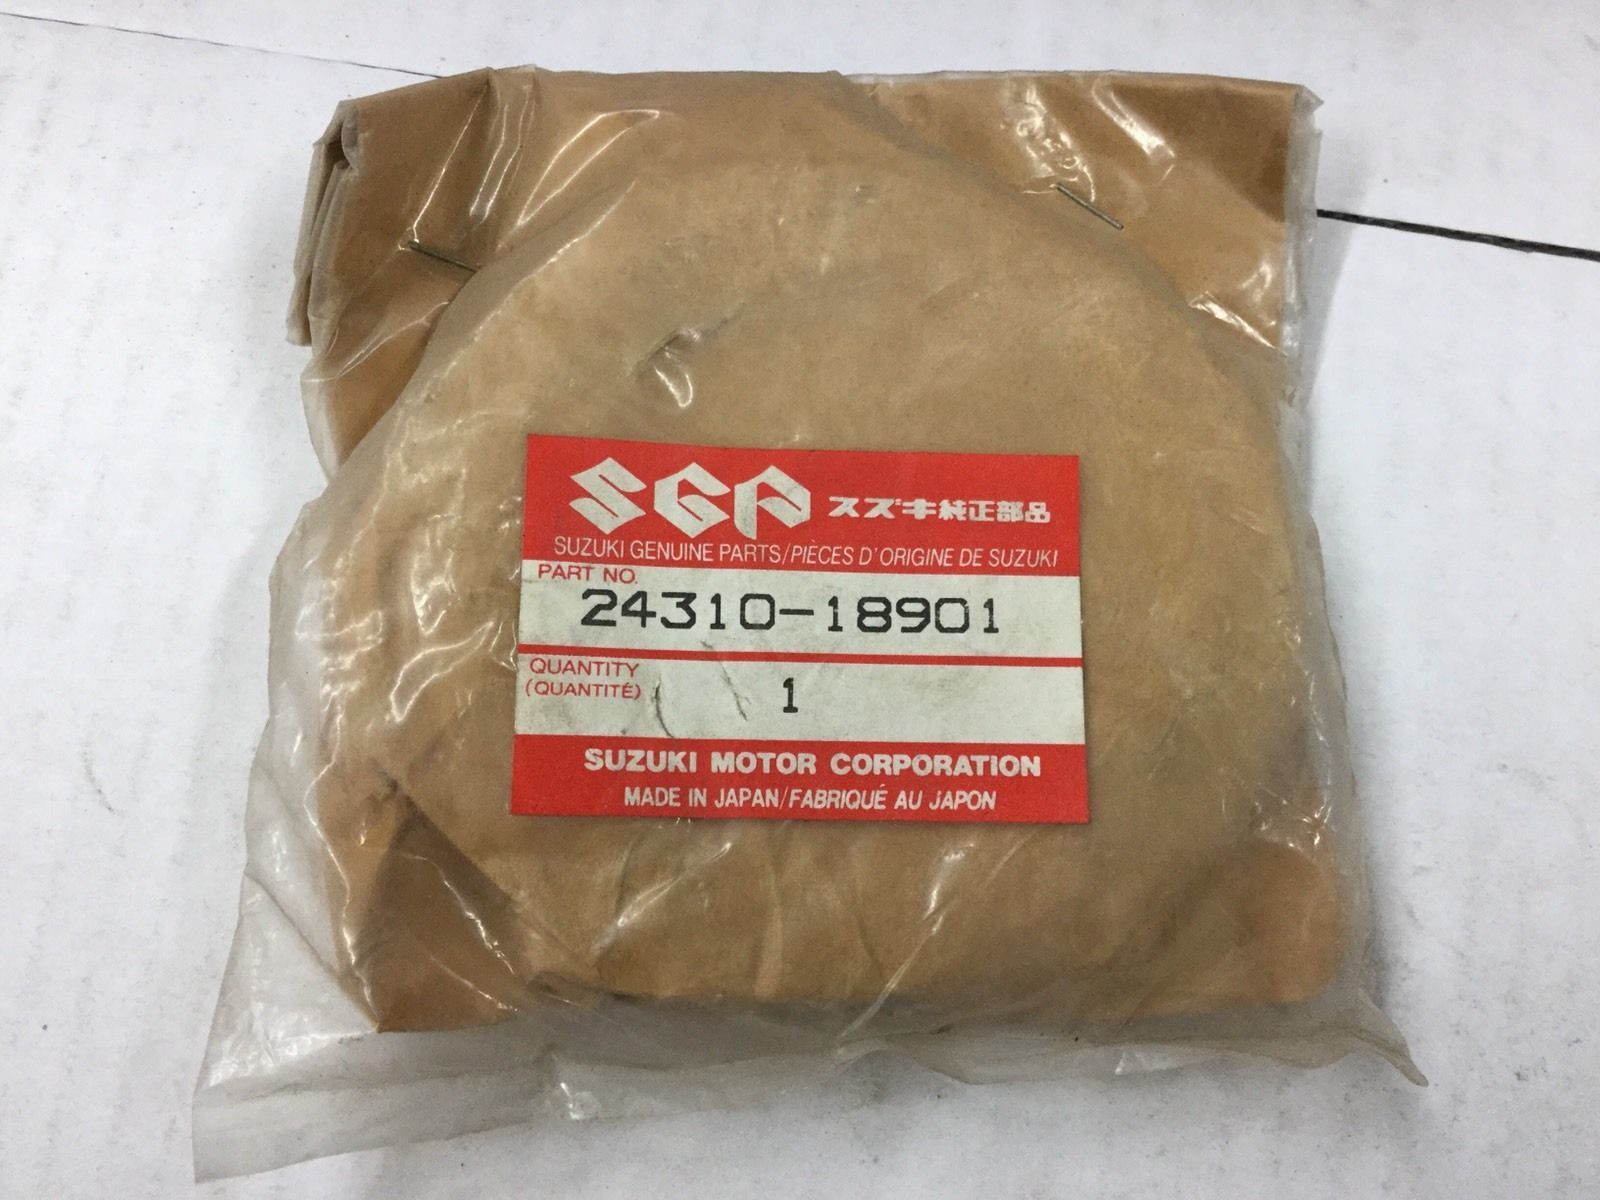 SGP スズキ純正部品
SUZUKI GENUINE PARTS/PIÈCES D'ORIGINE DE SUZUKI
PART NO.
24310-18901
QUANTITY
(QUANTITÉ)
1
SUZUKI MOTOR CORPORATION
MADE IN JAPAN/FABRIQUÉ AU JAPON